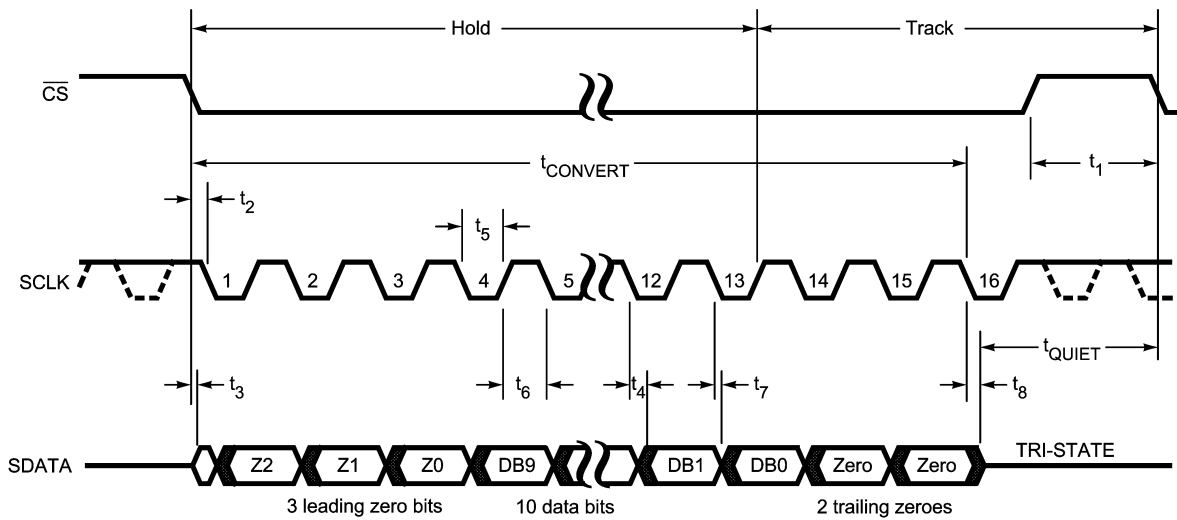 Hold Track
CS
tCONVERT t1
t2
t5
SCLK 1 2 3 4 5 12 13 14 15 16
tQUIET
t3 t6 t4 t7 t8
SDATA Z2 Z1 Z0 DB9 DB1 DB0 Zero Zero TRI-STATE
3 leading zero bits 10 data bits 2 trailing zeroes